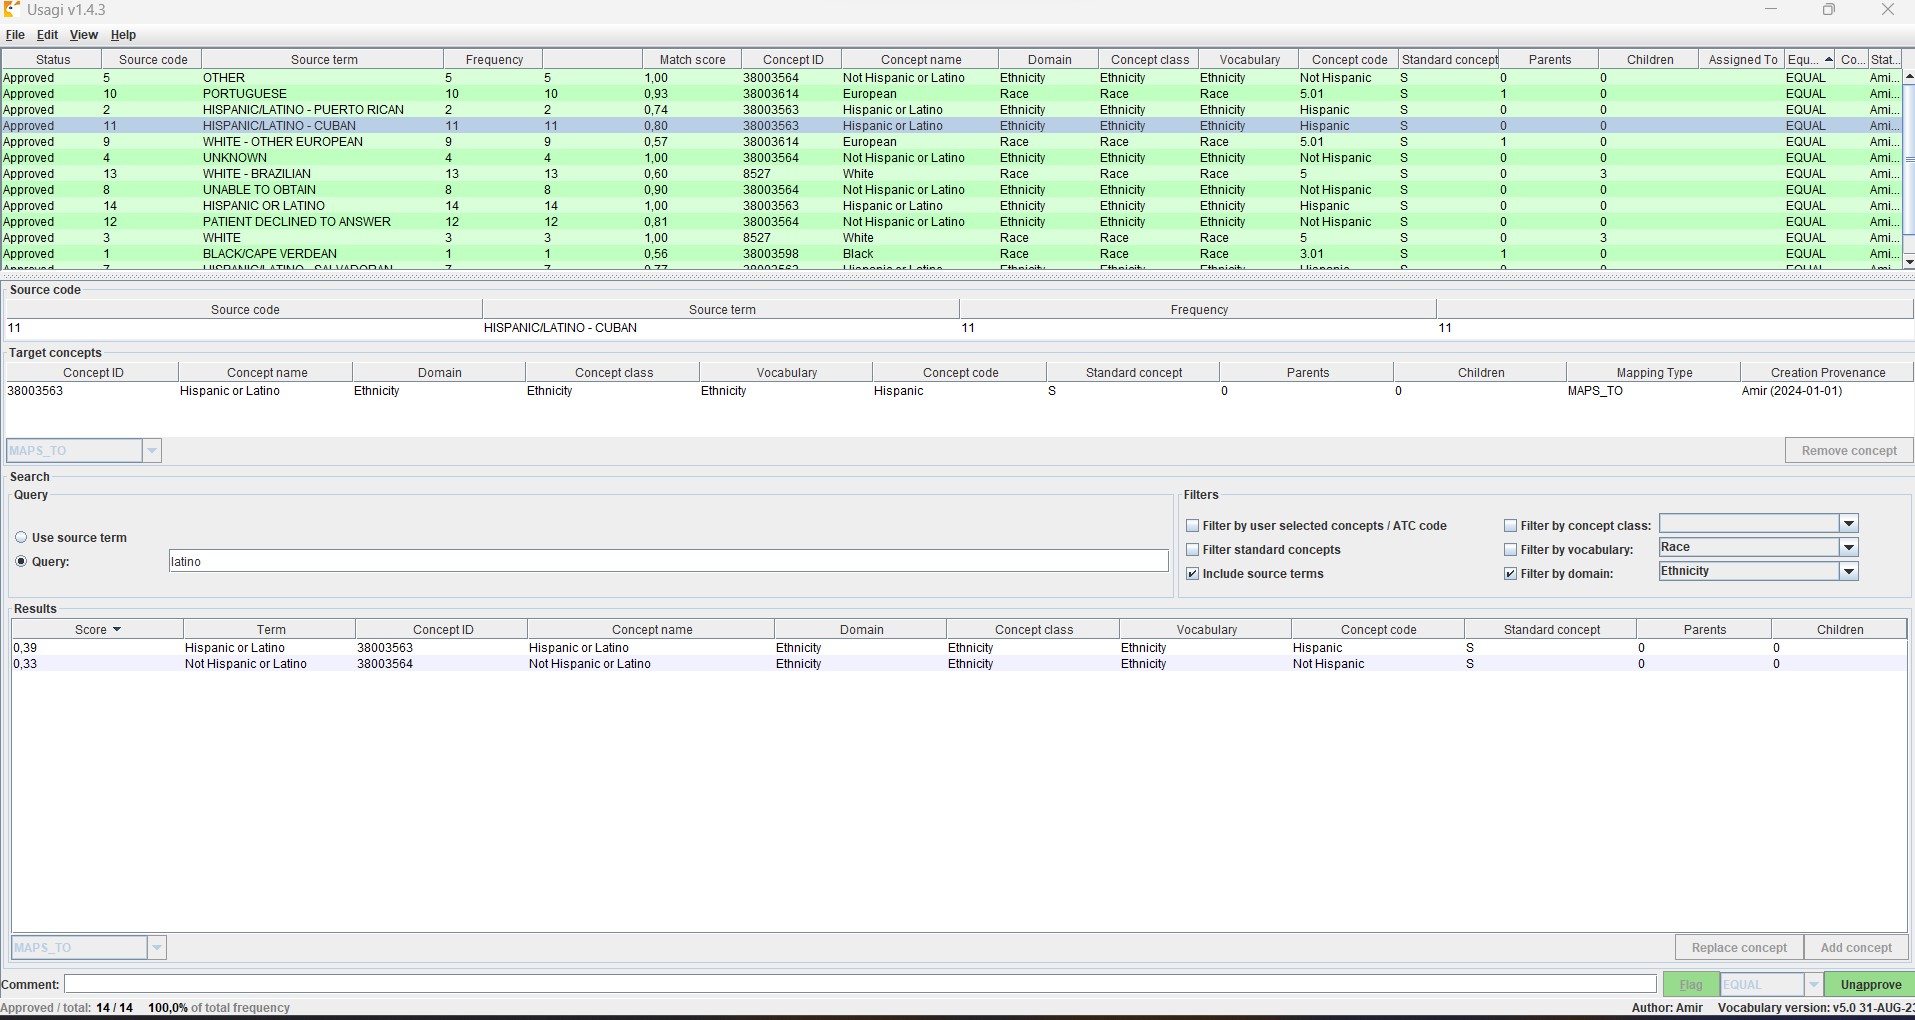 Usagi v1.4.3
File Edit View Help
Status Source code Source term Frequency Match score Concept ID Concept name Domain Concept class Vocabulary Concept code Standard concept Parents Children Assigned To Equ... Co... Stat...
Approved 5 OTHER 5 5 1,00 38003564 Not Hispanic or Latino Ethnicity Ethnicity Ethnicity Not Hispanic S 0 0 EQUAL Ami...
Approved 10 PORTUGUESE 10 10 0,93 38003614 European Race Race Race 5.01 S 1 0 EQUAL Ami...
Approved 2 HISPANIC/LATINO - PUERTO RICAN 2 2 0,74 38003563 Hispanic or Latino Ethnicity Ethnicity Ethnicity Hispanic S 0 0 EQUAL Ami...
Approved 11 HISPANIC/LATINO - CUBAN 11 11 0,80 38003563 Hispanic or Latino Ethnicity Ethnicity Ethnicity Hispanic S 0 0 EQUAL Ami...
Approved 9 WHITE - OTHER EUROPEAN 9 9 0,57 38003614 European Race Race Race 5.01 S 1 0 EQUAL Ami...
Approved 4 UNKNOWN 4 4 1,00 38003564 Not Hispanic or Latino Ethnicity Ethnicity Ethnicity Not Hispanic S 0 0 EQUAL Ami...
Approved 13 WHITE - BRAZILIAN 13 13 0,60 8527 White Race Race Race 5 S 0 3 EQUAL Ami...
Approved 8 UNABLE TO OBTAIN 8 8 0,90 38003564 Not Hispanic or Latino Ethnicity Ethnicity Ethnicity Not Hispanic S 0 0 EQUAL Ami...
Approved 14 HISPANIC OR LATINO 14 14 1,00 38003563 Hispanic or Latino Ethnicity Ethnicity Ethnicity Hispanic S 0 0 EQUAL Ami...
Approved 12 PATIENT DECLINED TO ANSWER 12 12 0,81 38003564 Not Hispanic or Latino Ethnicity Ethnicity Ethnicity Not Hispanic S 0 0 EQUAL Ami...
Approved 3 WHITE 3 3 1,00 8527 White Race Race Race 5 S 0 3 EQUAL Ami...
Approved 1 BLACK/CAPE VERDEAN 1 1 0,56 38003598 Black Race Race Race 3.01 S 1 0 EQUAL Ami...
Approved 7 HISPANIC/LATINO - SALVADORAN 7 7 0,77 38003563 Hispanic or Latino Ethnicity Ethnicity Ethnicity Hispanic S 0 0 EQUAL Ami...
Source code
Source code Source term Frequency
11 HISPANIC/LATINO - CUBAN 11 11
Target concepts
Concept ID Concept name Domain Concept class Vocabulary Concept code Standard concept Parents Children Mapping Type Creation Provenance
38003563 Hispanic or Latino Ethnicity Ethnicity Ethnicity Hispanic S 0 0 MAPS_TO Amir (2024-01-01)
MAPS_TO Remove concept
Search
Query Filters
Filter by user selected concepts / ATC code Filter by concept class:
Use source term
Filter standard concepts Filter by vocabulary: Race
Query: latino
Include source terms Filter by domain: Ethnicity
Results
Score Term Concept ID Concept name Domain Concept class Vocabulary Concept code Standard concept Parents Children
0,39 Hispanic or Latino 38003563 Hispanic or Latino Ethnicity Ethnicity Ethnicity Hispanic S 0 0
0,33 Not Hispanic or Latino 38003564 Not Hispanic or Latino Ethnicity Ethnicity Ethnicity Not Hispanic S 0 0
MAPS_TO Replace concept Add concept
Comment: Flag EQUAL Unapprove
Approved / total: 14 / 14 100,0% of total frequency Author: Amir Vocabulary version: v5.0 31-AUG-23